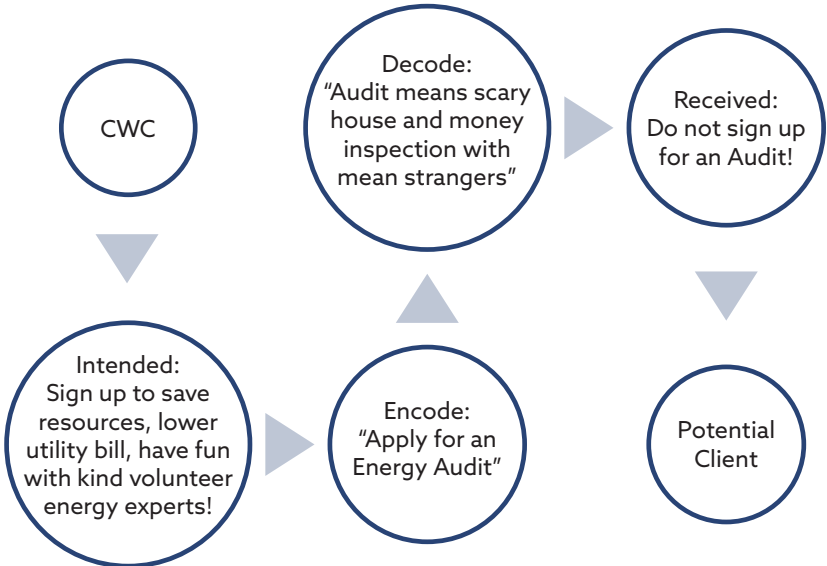 CWC
Intended:
Sign up to save
resources, lower
utility bill, have fun
with kind volunteer
energy experts!
Encode:
“Apply for an
Energy Audit”
Decode:
“Audit means scary
house and money
inspection with
mean strangers”
Received:
Do not sign up
for an Audit!
Potential
Client